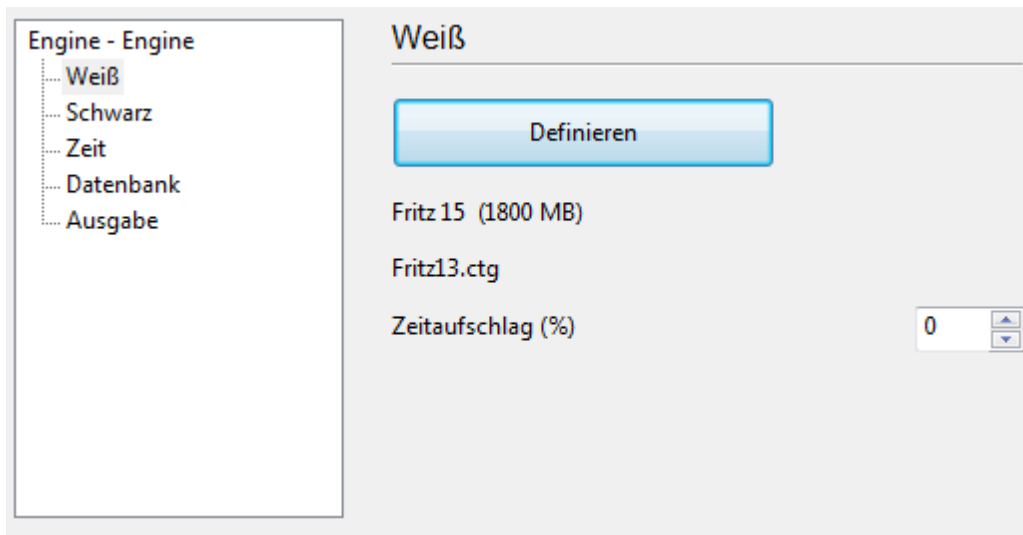 Engine - Engine
Weiß
Schwarz
Zeit
Datenbank
Ausgabe
Weiß
Definieren
Fritz 15 (1800 MB)
Fritz13.ctg
Zeitaufschlag (%) 0